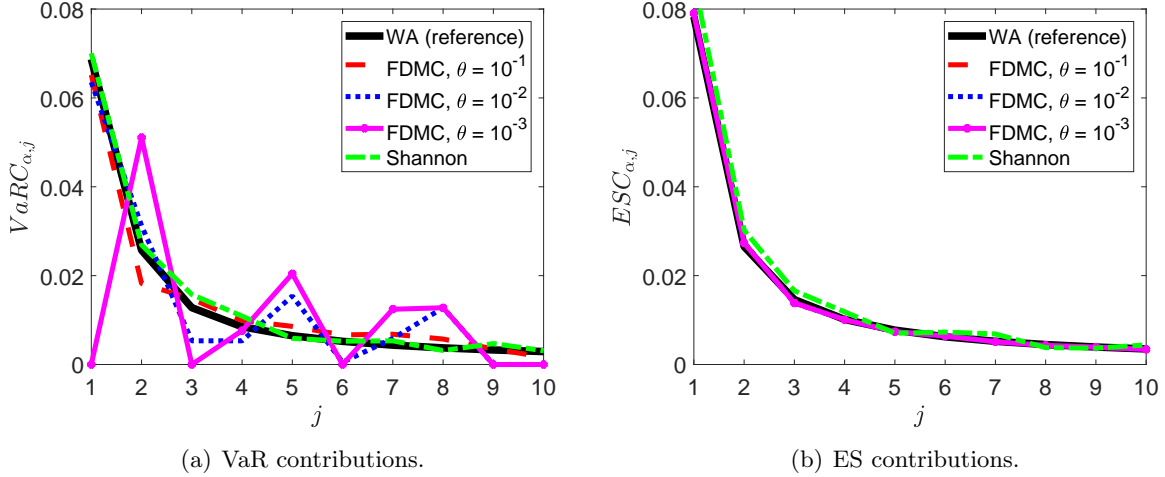 0.08
0.06
0.04
0.02
0
VaRC_{α,j}
1 2 3 4 5 6 7 8 9 10
j
WA (reference)
FDMC, θ = 10^{-1}
FDMC, θ = 10^{-2}
FDMC, θ = 10^{-3}
Shannon
(a) VaR contributions.
0.08
0.06
0.04
0.02
0
ESC_{α,j}
1 2 3 4 5 6 7 8 9 10
j
WA (reference)
FDMC, θ = 10^{-1}
FDMC, θ = 10^{-2}
FDMC, θ = 10^{-3}
Shannon
(b) ES contributions.